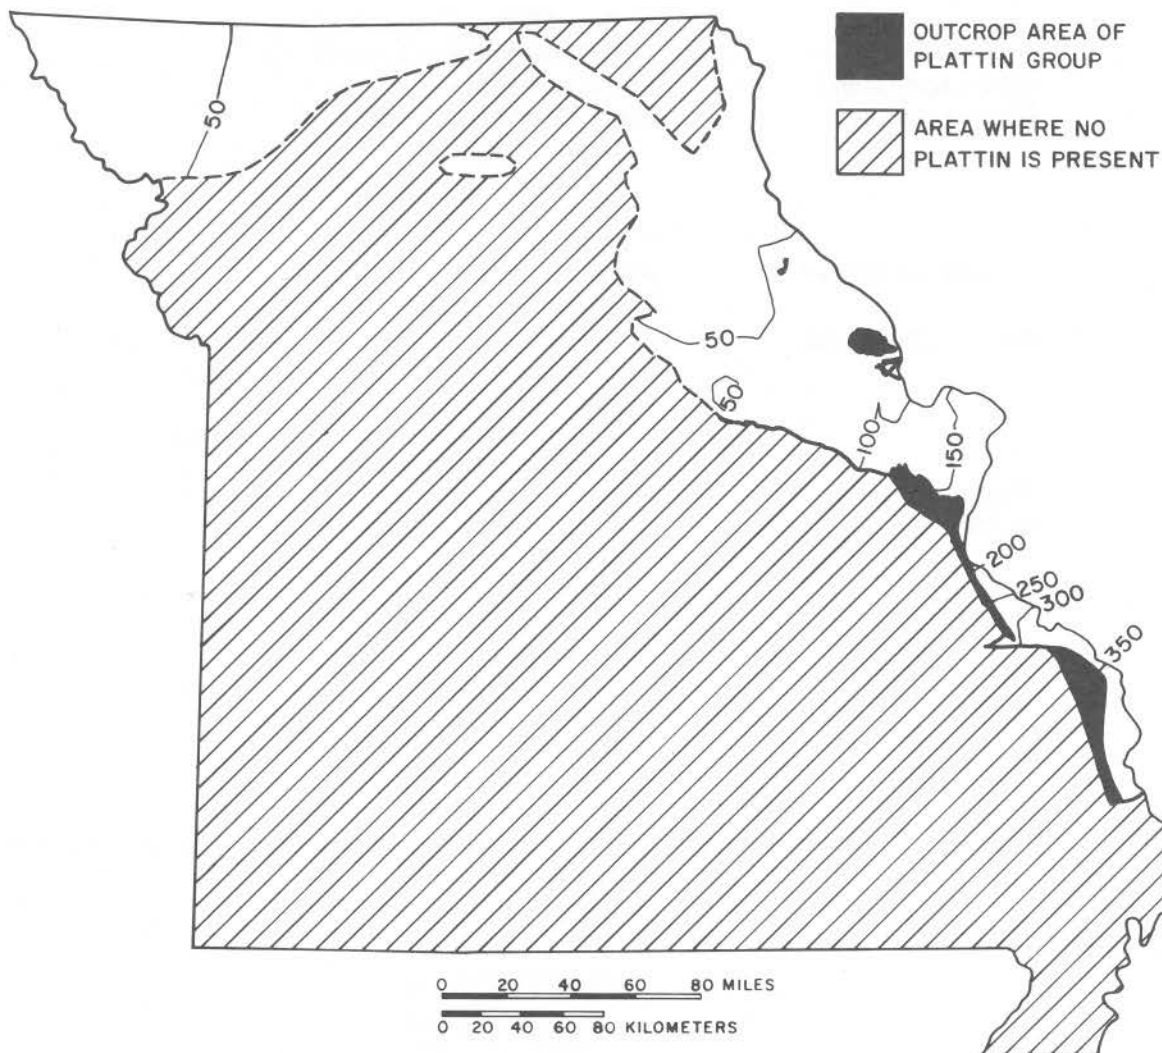 OUTCROP AREA OF
PLATTIN GROUP
AREA WHERE NO
PLATTIN IS PRESENT
50
50
50
100
150
200
250
300
350
0 20 40 60 80 MILES
0 20 40 60 80 KILOMETERS